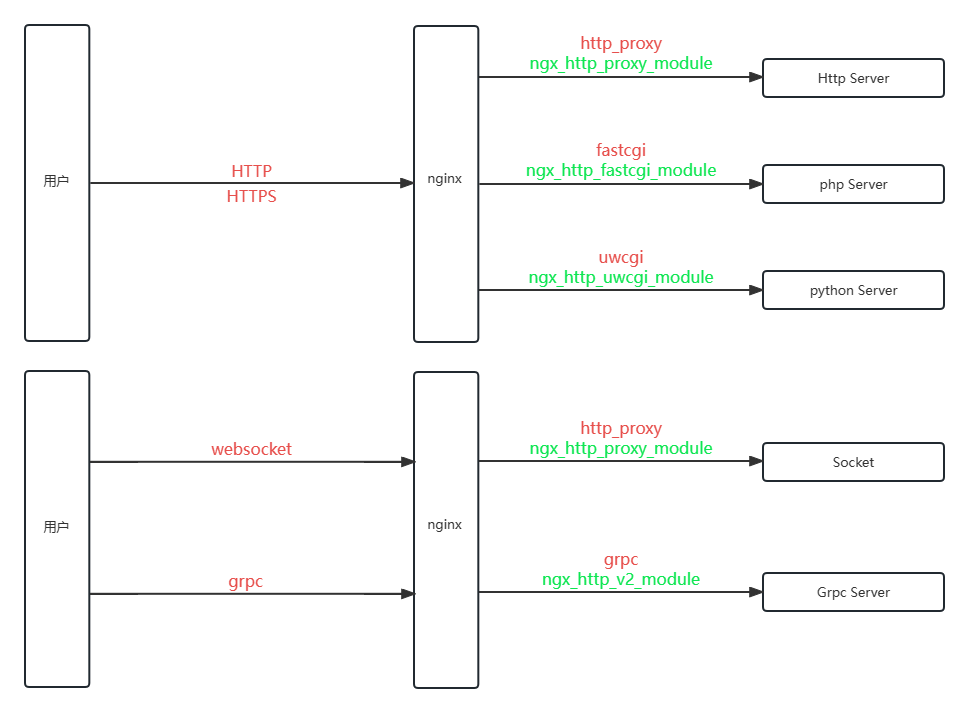 http_proxy
ngx_http_proxy_module
Http Server
fastcgi
ngx_http_fastcgi_module
用户
HTTP
HTTPS
nginx
php Server
uwcgi
ngx_http_uwcgi_module
python Server
websocket
http_proxy
ngx_http_proxy_module
Socket
用户
nginx
grpc
grpc
ngx_http_v2_module
Grpc Server